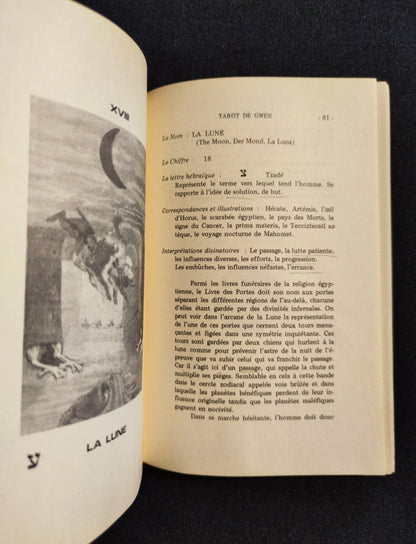 XVIII
LA LUNE
צ
TAROT DE GWEN - 81 -
Le Nom : LA LUNE
(The Moon, Der Mond, La Luna)
Le Chiffre : 18
La lettre hébraïque : צ Tzadé
Représente le terme vers lequel tend l'homme. Se
rapporte à l'idée de solution, de but.
Correspondances et illustrations : Hécate, Artémis, l'œil
d'Horus, le scarabée égyptien, le pays des Morts, le
signe du Cancer, la prima materia, le Tecciztecatl az-
tèque, le voyage nocturne de Mahomet.
Interprétations divinatoires : Le passage, la lutte patiente,
les influences diverses, les efforts, la progression.
Les embûches, les influences néfastes, l'errance.
Parmi les livres funéraires de la religion égyp-
tienne, le Livre des Portes doit son nom aux portes
séparant les différentes régions de l'au-delà, chacune
d'elles étant gardée par des divinités infernales. On
peut voir dans l'arcane de la Lune la représentation
de l'une de ces portes que cernent deux tours mena-
çantes et figées dans une symétrie inquiétante. Ces
tours sont gardées par deux chiens qui hurlent à la
lune comme pour prévenir l'astre de la nuit de l'é-
preuve que va subir celui qui va franchir le passage.
Car il s'agit ici d'un passage, qui appelle la chute et
multiplie ses pièges. Semblable en cela à cette bande
dans le cercle zodiacal appelée voie brûlée et dans
laquelle les planètes bénéfiques perdent de leur in-
fluence originelle tandis que les planètes maléfiques
gagnent en nocivité.
Dans sa marche hésitante, l'homme doit donc